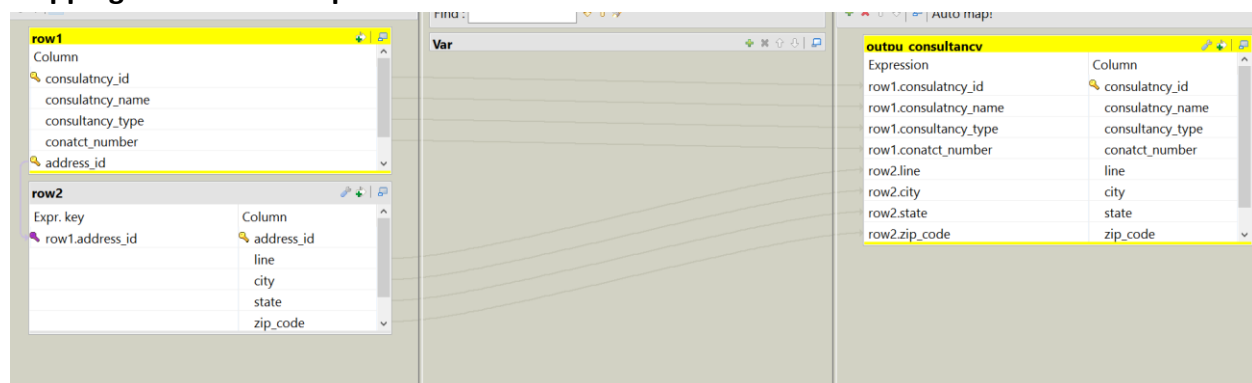 Find :
Auto map!
row1
Column
consulatncy_id
consulatncy_name
consultancy_type
conatct_number
address_id
row2
Expr. key Column
row1.address_id address_id
line
city
state
zip_code
Var
outpu consultancy
Expression Column
row1.consulatncy_id consulatncy_id
row1.consulatncy_name consulatncy_name
row1.consultancy_type consultancy_type
row1.conatct_number conatct_number
row2.line line
row2.city city
row2.state state
row2.zip_code zip_code